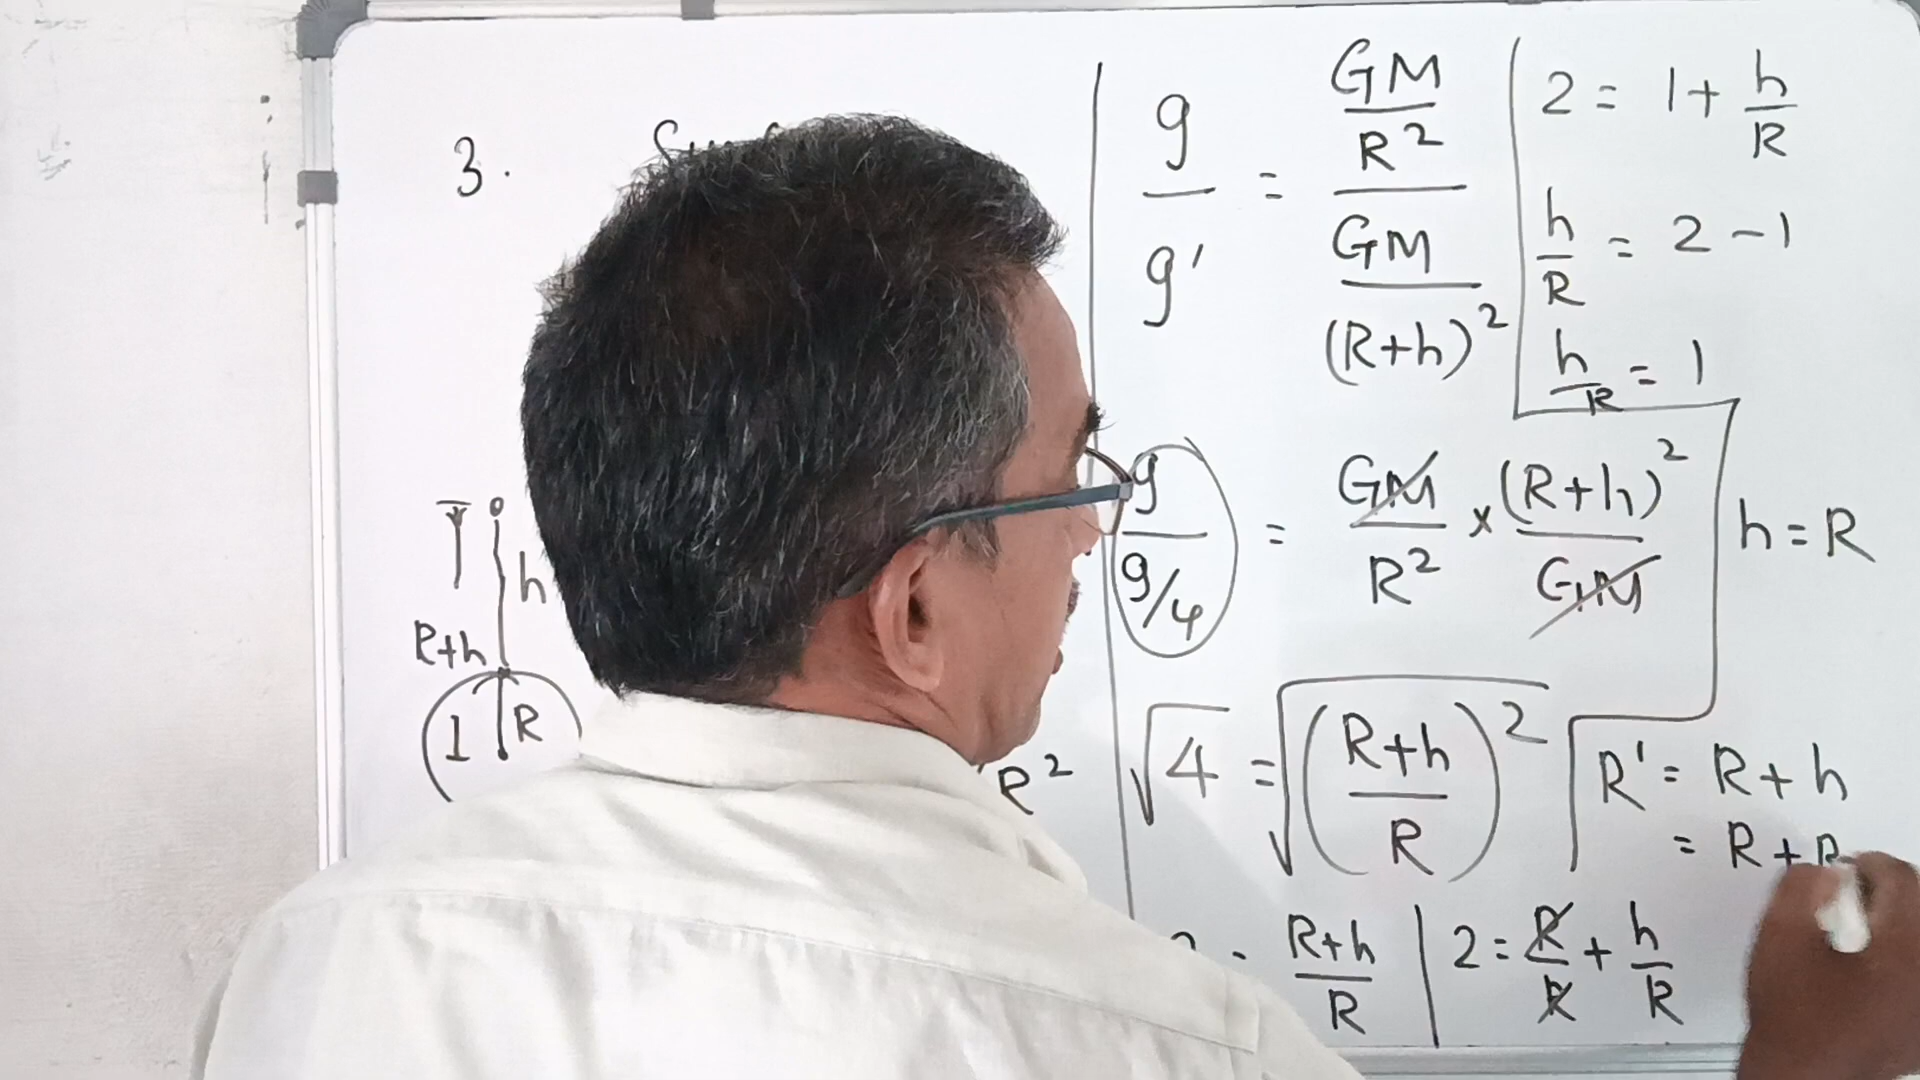 3.
h
R+h
R
R²
g/g' = (GM/R²)/(GM/(R+h)²)
g/(g/4) = GM/R² × (R+h)²/GM
√4 = √((R+h)/R)²
R+h/R
2 = R/R + h/R
2 = 1 + h/R
h/R = 2 - 1
h/R = 1
h = R
R' = R + h
= R + R